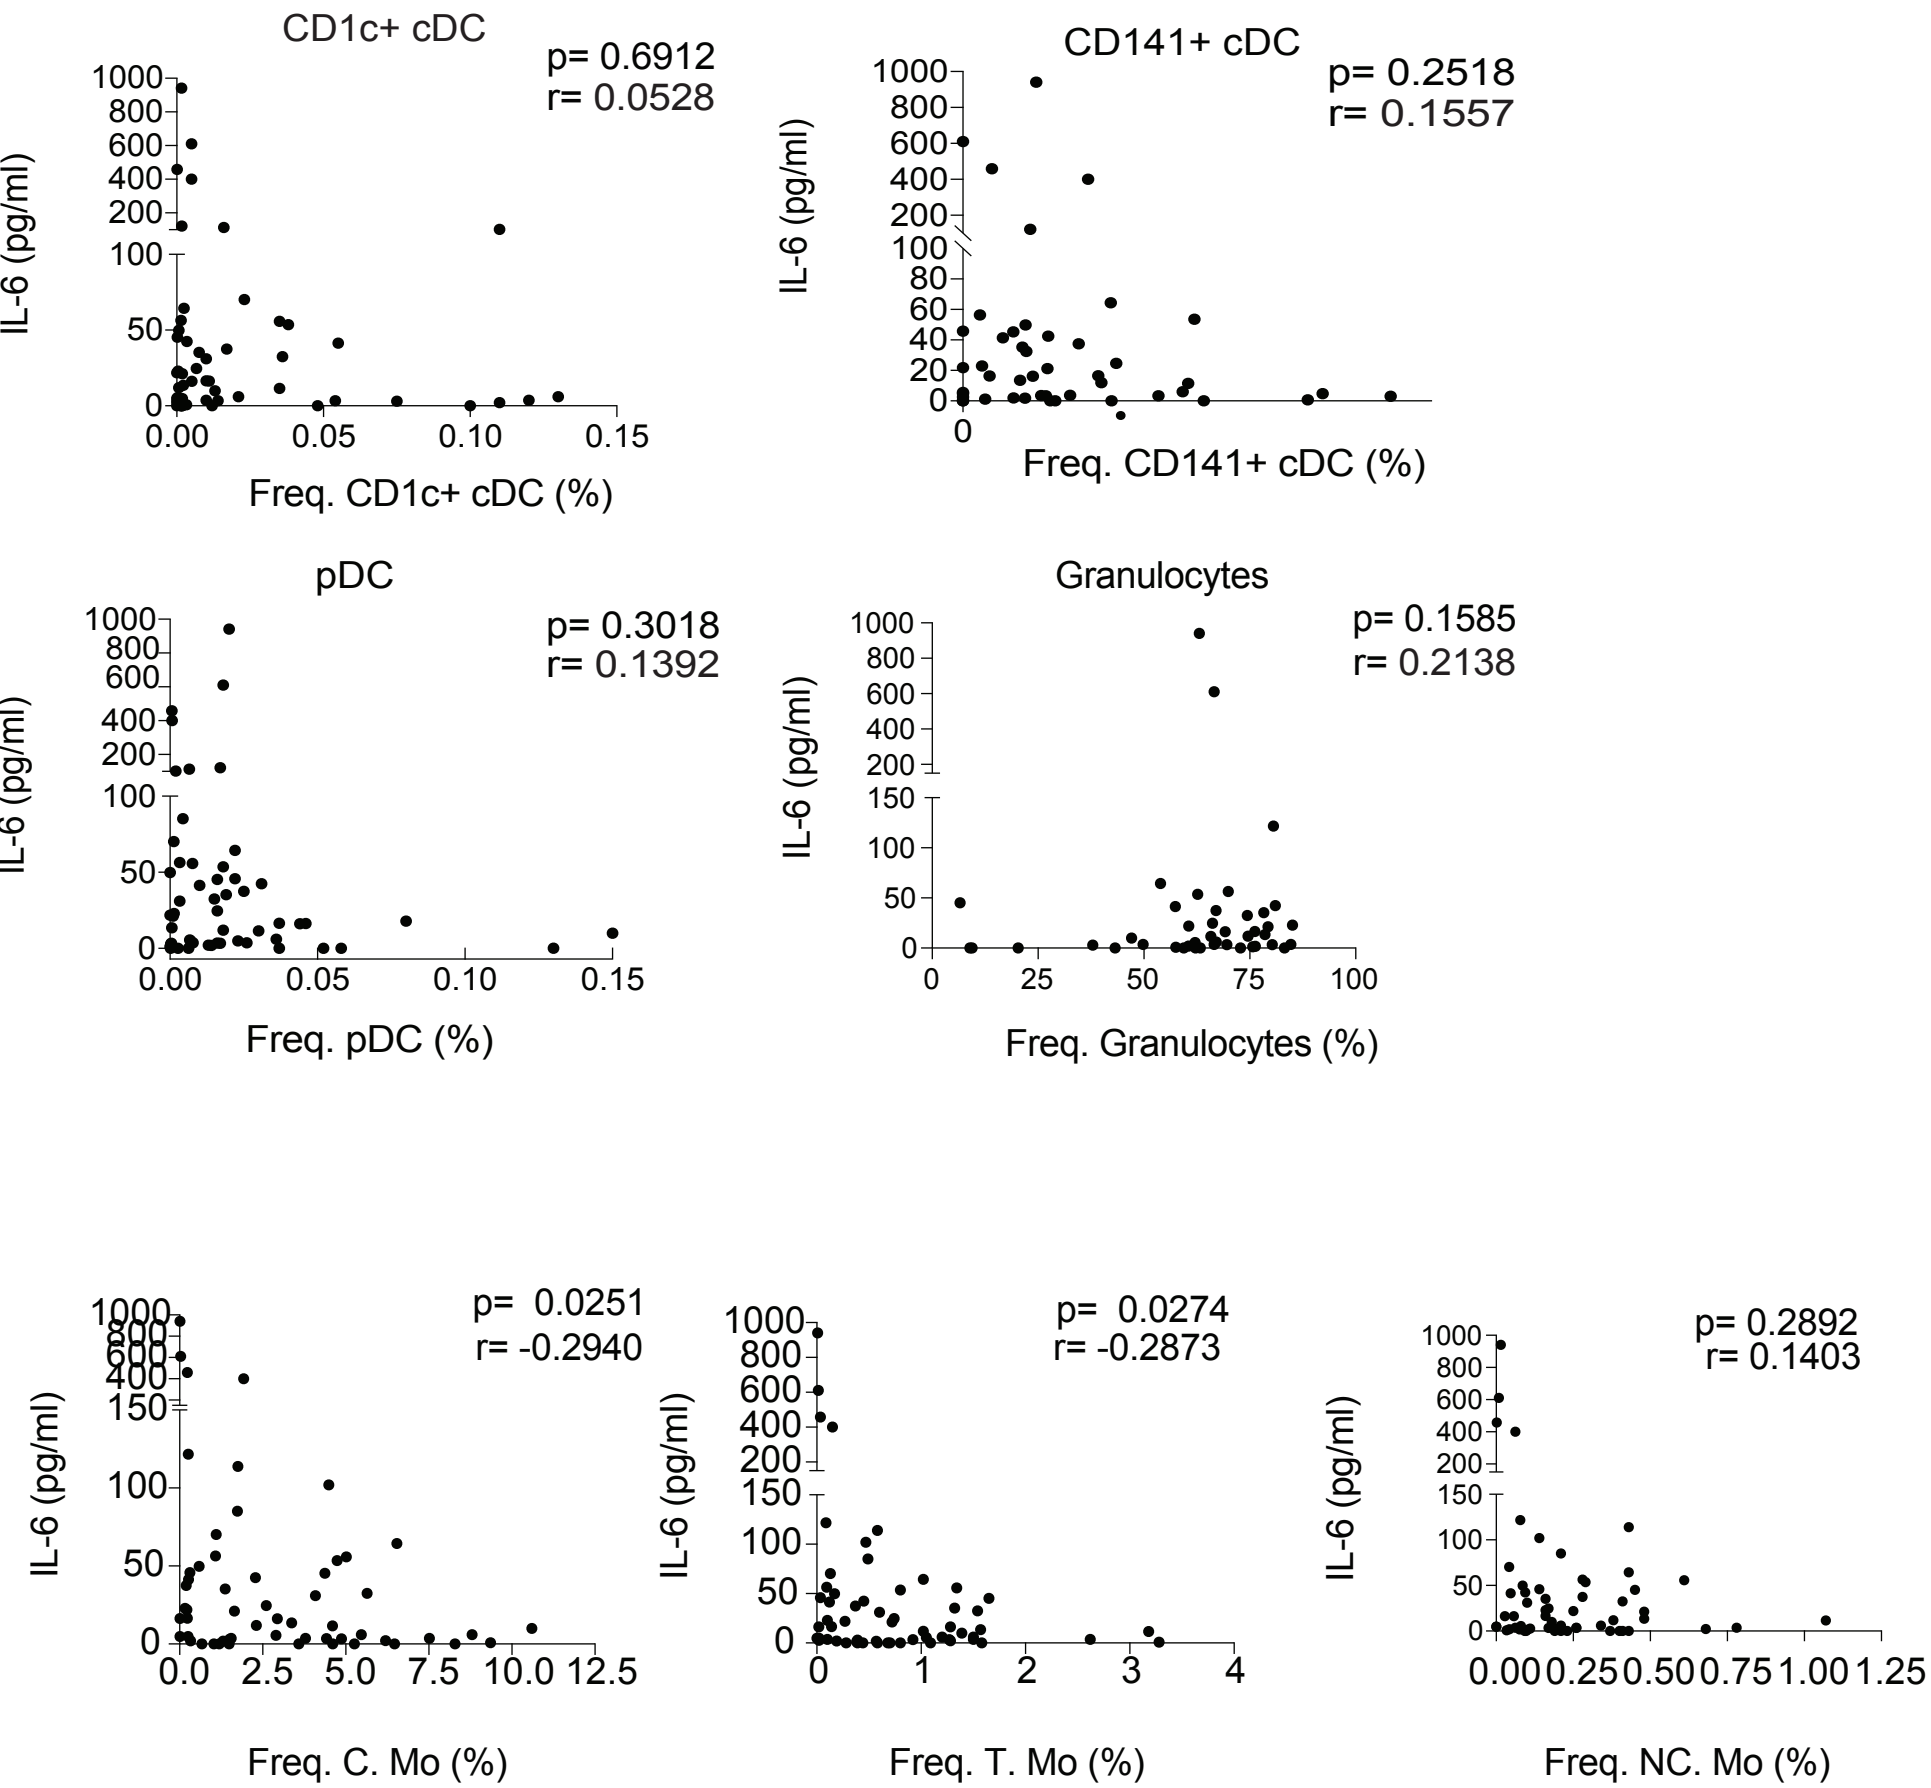 CD1c+ cDC
p= 0.6912
r= 0.0528
1000
800
600
400
200
100
50
0
0.00 0.05 0.10 0.15
IL-6 (pg/ml)
Freq. CD1c+ cDC (%)
CD141+ cDC
p= 0.2518
r= 0.1557
1000
800
600
400
200
100
80
60
40
20
0
0
IL-6 (pg/ml)
Freq. CD141+ cDC (%)
pDC
p= 0.3018
r= 0.1392
1000
800
600
400
200
100
50
0
0.00 0.05 0.10 0.15
IL-6 (pg/ml)
Freq. pDC (%)
Granulocytes
p= 0.1585
r= 0.2138
1000
800
600
400
200
150
100
50
0
0 25 50 75 100
IL-6 (pg/ml)
Freq. Granulocytes (%)
p= 0.0251
r= -0.2940
1000
800
600
400
150
150
100
50
0
0.0 2.5 5.0 7.5 10.0 12.5
IL-6 (pg/ml)
Freq. C. Mo (%)
p= 0.0274
r= -0.2873
1000
800
600
400
200
150
100
50
0
0 1 2 3 4
IL-6 (pg/ml)
Freq. T. Mo (%)
p= 0.2892
r= 0.1403
1000
800
600
400
200
150
100
50
0
0.00 0.25 0.50 0.75 1.00 1.25
IL-6 (pg/ml)
Freq. NC. Mo (%)